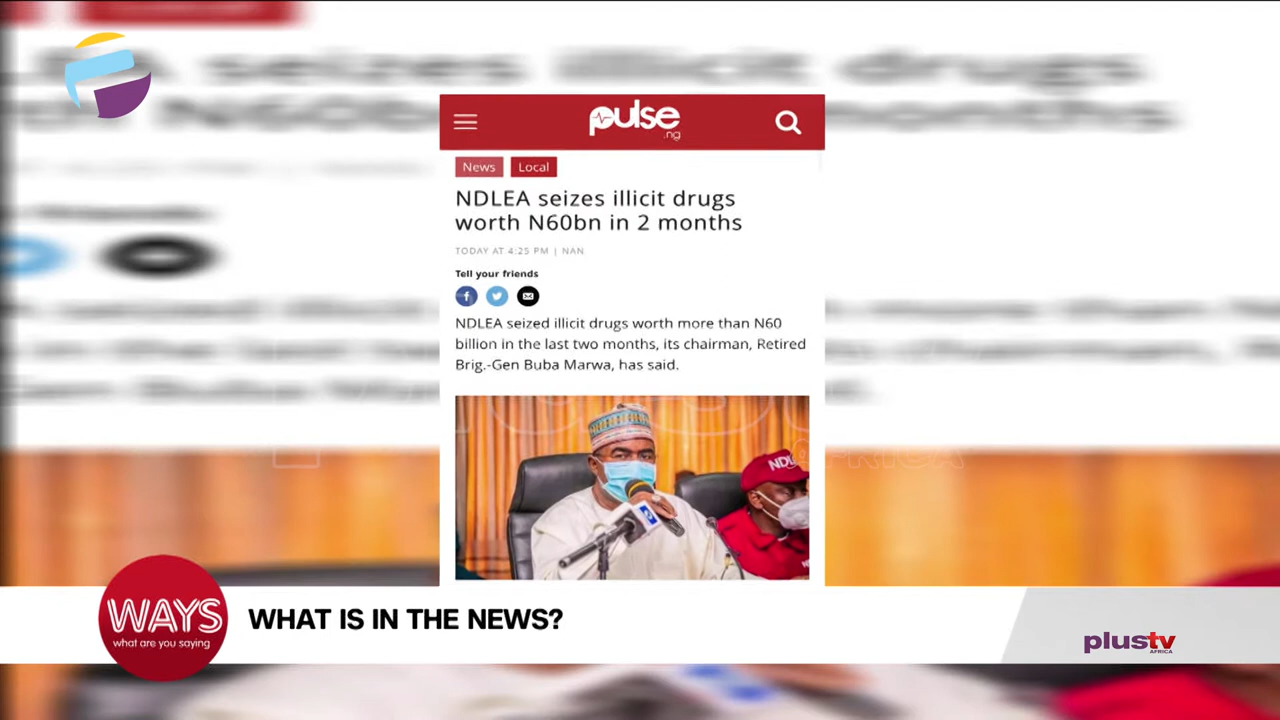 pulse
.ng
News Local
NDLEA seizes illicit drugs
worth N60bn in 2 months
TODAY AT 4:25 PM | NAN
Tell your friends
NDLEA seized illicit drugs worth more than N60
billion in the last two months, its chairman, Retired
Brig.-Gen Buba Marwa, has said.
NDL
AFRICA
WAYS
what are you saying
WHAT IS IN THE NEWS?
plustv
AFRICA